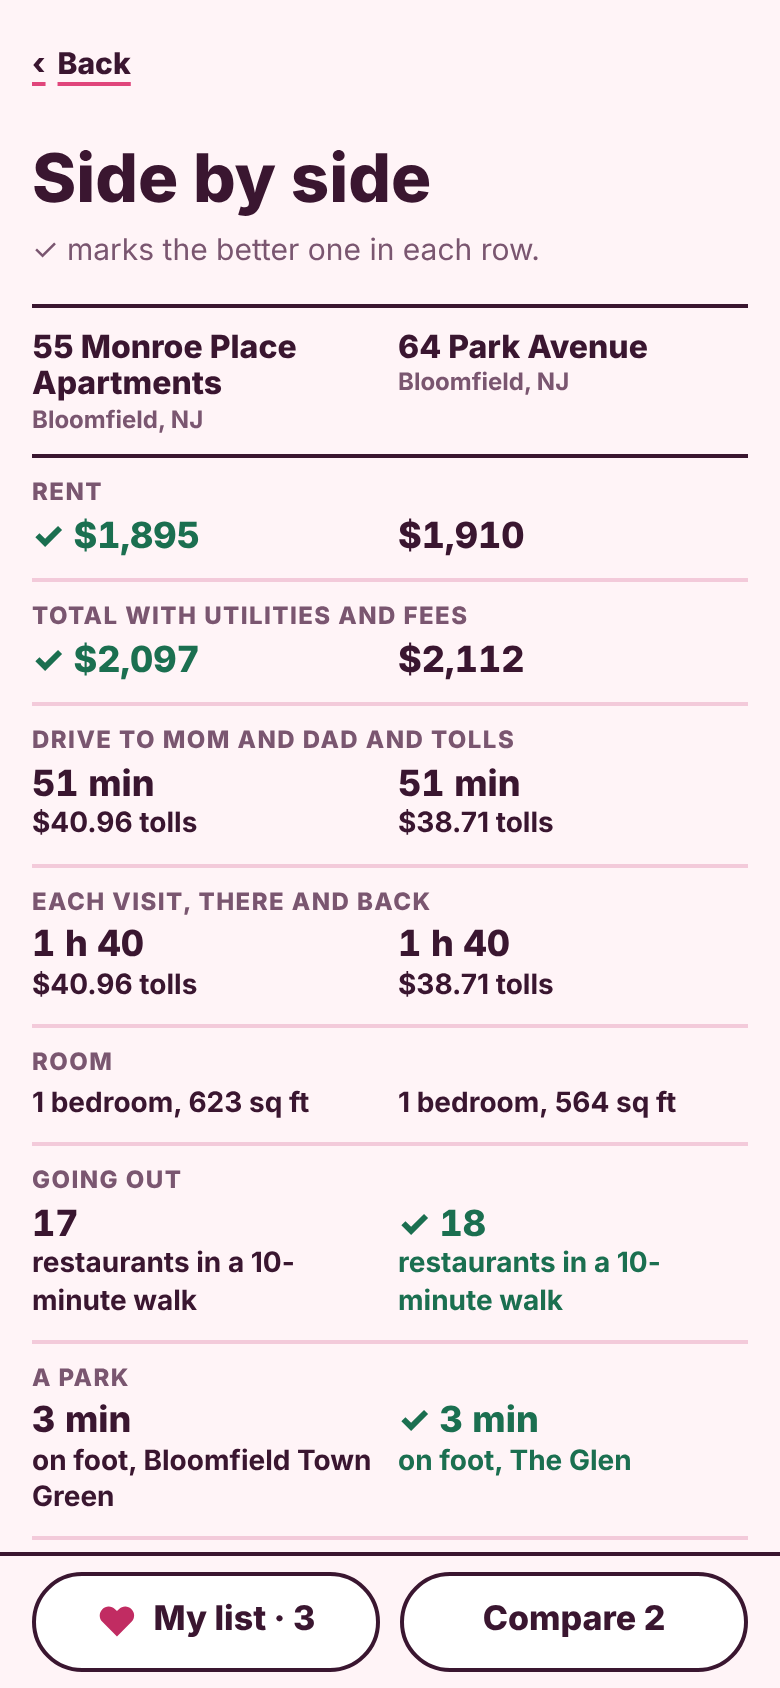 ‹ Back
Side by side
✓ marks the better one in each row.
55 Monroe Place Apartments
Bloomfield, NJ
64 Park Avenue
Bloomfield, NJ
RENT
✓ $1,895
$1,910
TOTAL WITH UTILITIES AND FEES
✓ $2,097
$2,112
DRIVE TO MOM AND DAD AND TOLLS
51 min
$40.96 tolls
51 min
$38.71 tolls
EACH VISIT, THERE AND BACK
1 h 40
$40.96 tolls
1 h 40
$38.71 tolls
ROOM
1 bedroom, 623 sq ft
1 bedroom, 564 sq ft
GOING OUT
17
restaurants in a 10-
minute walk
✓ 18
restaurants in a 10-
minute walk
A PARK
3 min
on foot, Bloomfield Town
Green
✓ 3 min
on foot, The Glen
♥ My list · 3
Compare 2